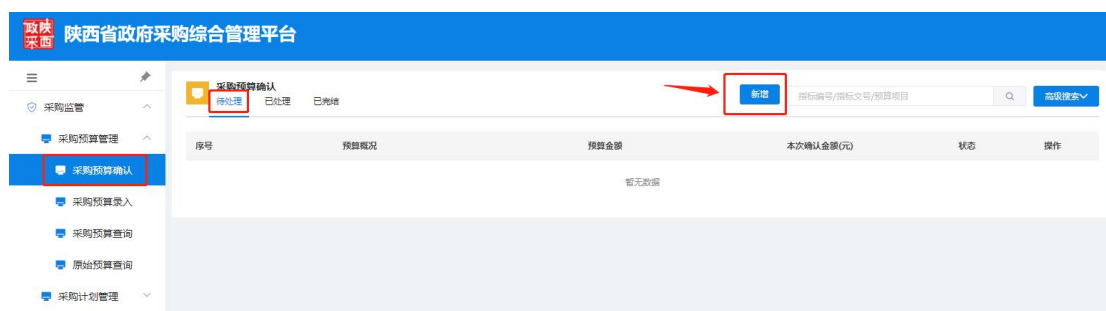 陕政
西采
陕西省政府采购综合管理平台
采购监管
采购预算管理
采购预算确认
采购预算录入
采购预算查询
原始预算查询
采购计划管理
采购预算确认
待处理 已处理 已完结
新增 指标编号/指标文号/预算项目 高级搜索
序号 预算概况 预算金额 本次确认金额(元) 状态 操作
暂无数据